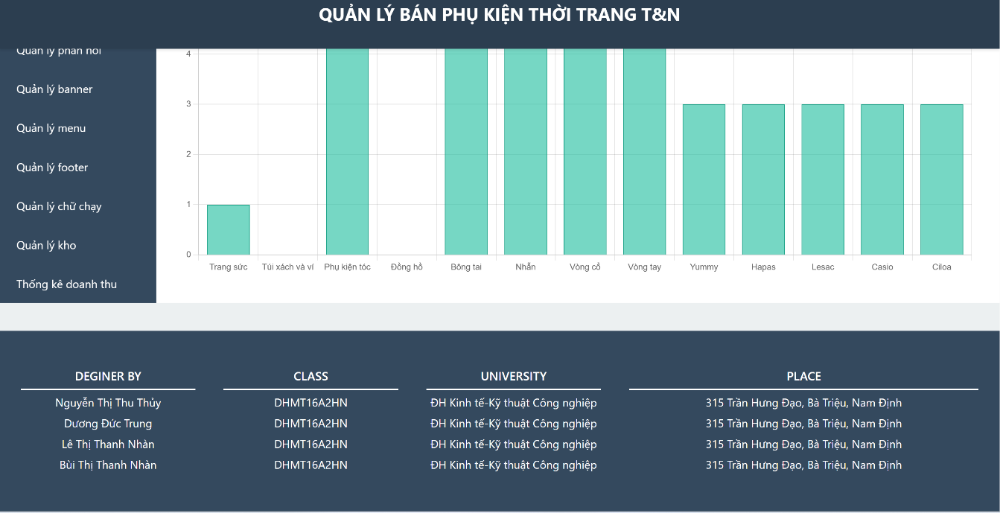 QUẢN LÝ BÁN PHỤ KIỆN THỜI TRANG T&N
Quản lý phản hồi
Quản lý banner
Quản lý menu
Quản lý footer
Quản lý chữ chạy
Quản lý kho
Thống kê doanh thu
4
3
2
1
0
Trang sức Túi xách và ví Phụ kiện tóc Đồng hồ Bông tai Nhẫn Vòng cổ Vòng tay Yummy Hapas Lesac Casio Ciloa
DEGINER BY CLASS UNIVERSITY PLACE
Nguyễn Thị Thu Thủy DHMT16A2HN ĐH Kinh tế-Kỹ thuật Công nghiệp 315 Trần Hưng Đạo, Bà Triệu, Nam Định
Dương Đức Trung DHMT16A2HN ĐH Kinh tế-Kỹ thuật Công nghiệp 315 Trần Hưng Đạo, Bà Triệu, Nam Định
Lê Thị Thanh Nhàn DHMT16A2HN ĐH Kinh tế-Kỹ thuật Công nghiệp 315 Trần Hưng Đạo, Bà Triệu, Nam Định
Bùi Thị Thanh Nhàn DHMT16A2HN ĐH Kinh tế-Kỹ thuật Công nghiệp 315 Trần Hưng Đạo, Bà Triệu, Nam Định